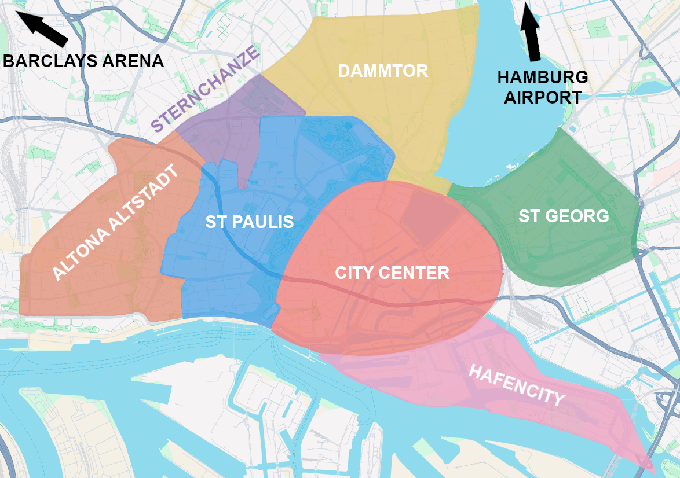 BARCLAYS ARENA
HAMBURG
AIRPORT
DAMMTOR
STERNCHANZE
ALTONA ALTSTADT
ST PAULIS
ST GEORG
CITY CENTER
HAFENCITY